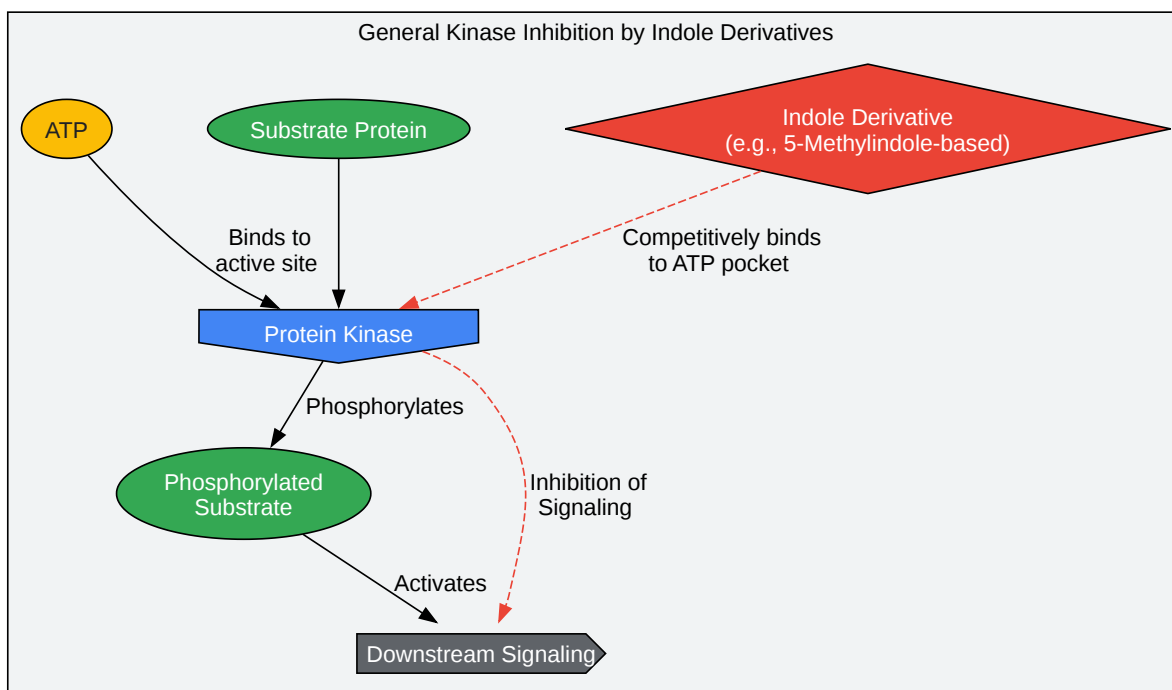 General Kinase Inhibition by Indole Derivatives
ATP
Substrate Protein
Indole Derivative
(e.g., 5-Methylindole-based)
Binds to
active site
Competitively binds
to ATP pocket
Protein Kinase
Phosphorylates
Phosphorylated
Substrate
Inhibition of
Signaling
Activates
Downstream Signaling